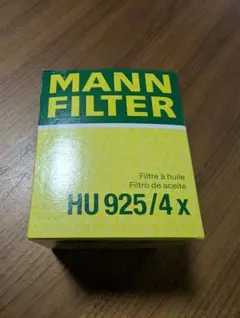 MANN
FILTER
Filtre à huile
Filtro de aceite
HU 925/4 x